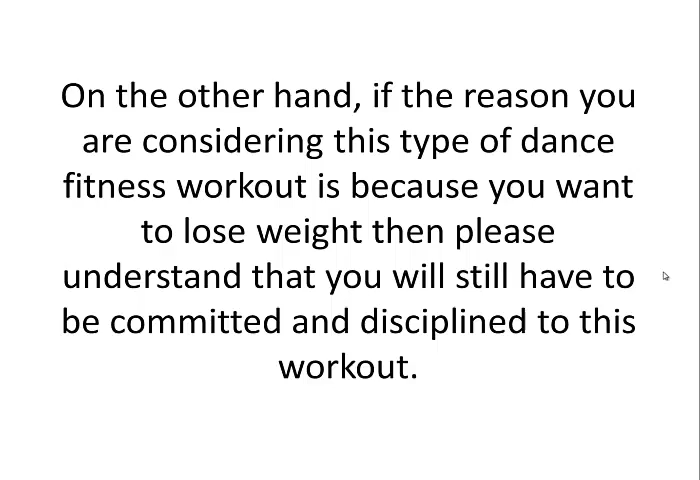 On the other hand, if the reason you
are considering this type of dance
fitness workout is because you want
to lose weight then please
understand that you will still have to
be committed and disciplined to this
workout.